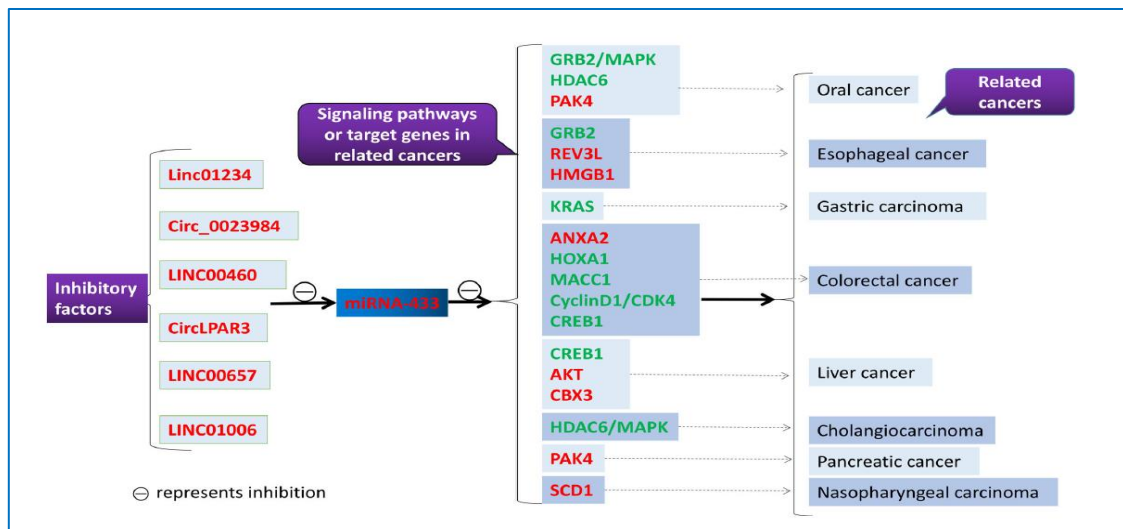 Inhibitory
factors
Linc01234
Circ_0023984
LINC00460
CircLPAR3
LINC00657
LINC01006
miRNA-433
Signaling pathways
or target genes in
related cancers
GRB2/MAPK
HDAC6
PAK4
GRB2
REV3L
HMGB1
KRAS
ANXA2
HOXA1
MACC1
CyclinD1/CDK4
CREB1
CREB1
AKT
CBX3
HDAC6/MAPK
PAK4
SCD1
Related
cancers
Oral cancer
Esophageal cancer
Gastric carcinoma
Colorectal cancer
Liver cancer
Cholangiocarcinoma
Pancreatic cancer
Nasopharyngeal carcinoma
⊖ represents inhibition